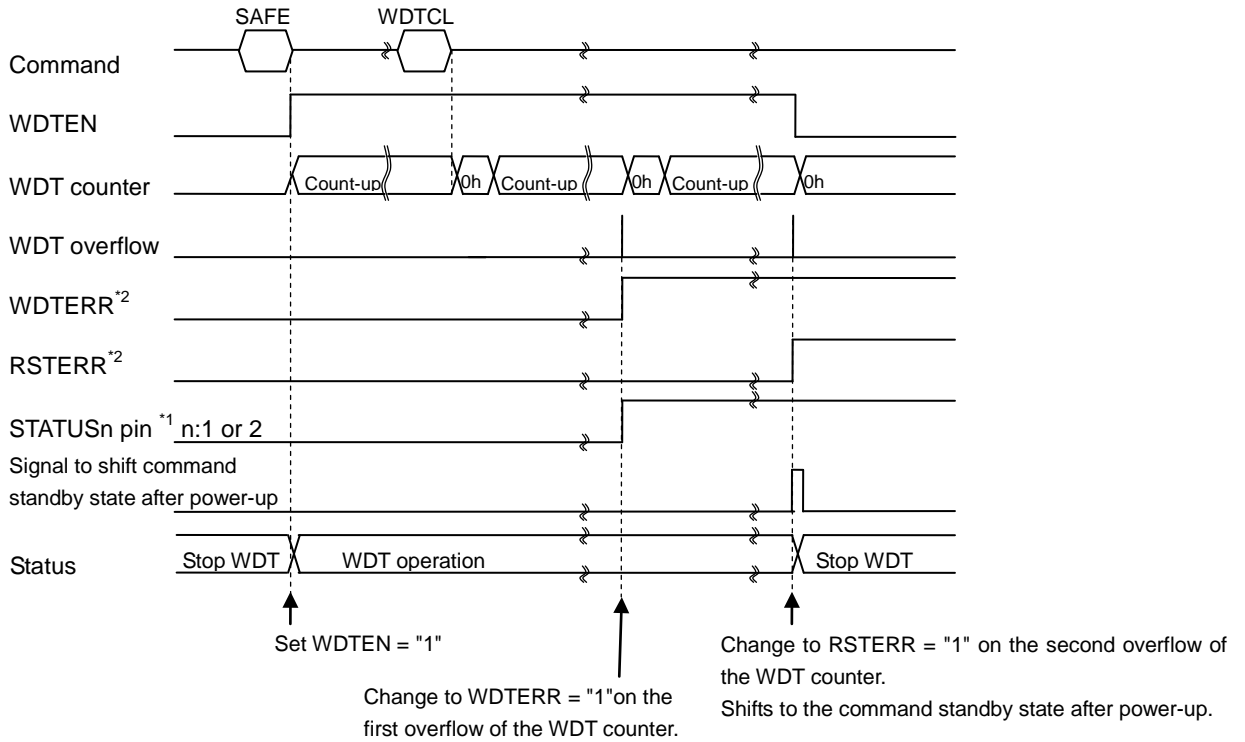 SAFE WDTCL
Command
WDTEN
WDT counter Count-up 0h Count-up 0h Count-up 0h
WDT overflow
WDTERR*2
RSTERR*2
STATUSn pin *1 n:1 or 2
Signal to shift command
standby state after power-up
Status Stop WDT WDT operation Stop WDT
Set WDTEN = "1"
Change to WDTERR = "1"on the
first overflow of the WDT counter.
Change to RSTERR = "1" on the second overflow of
the WDT counter.
Shifts to the command standby state after power-up.